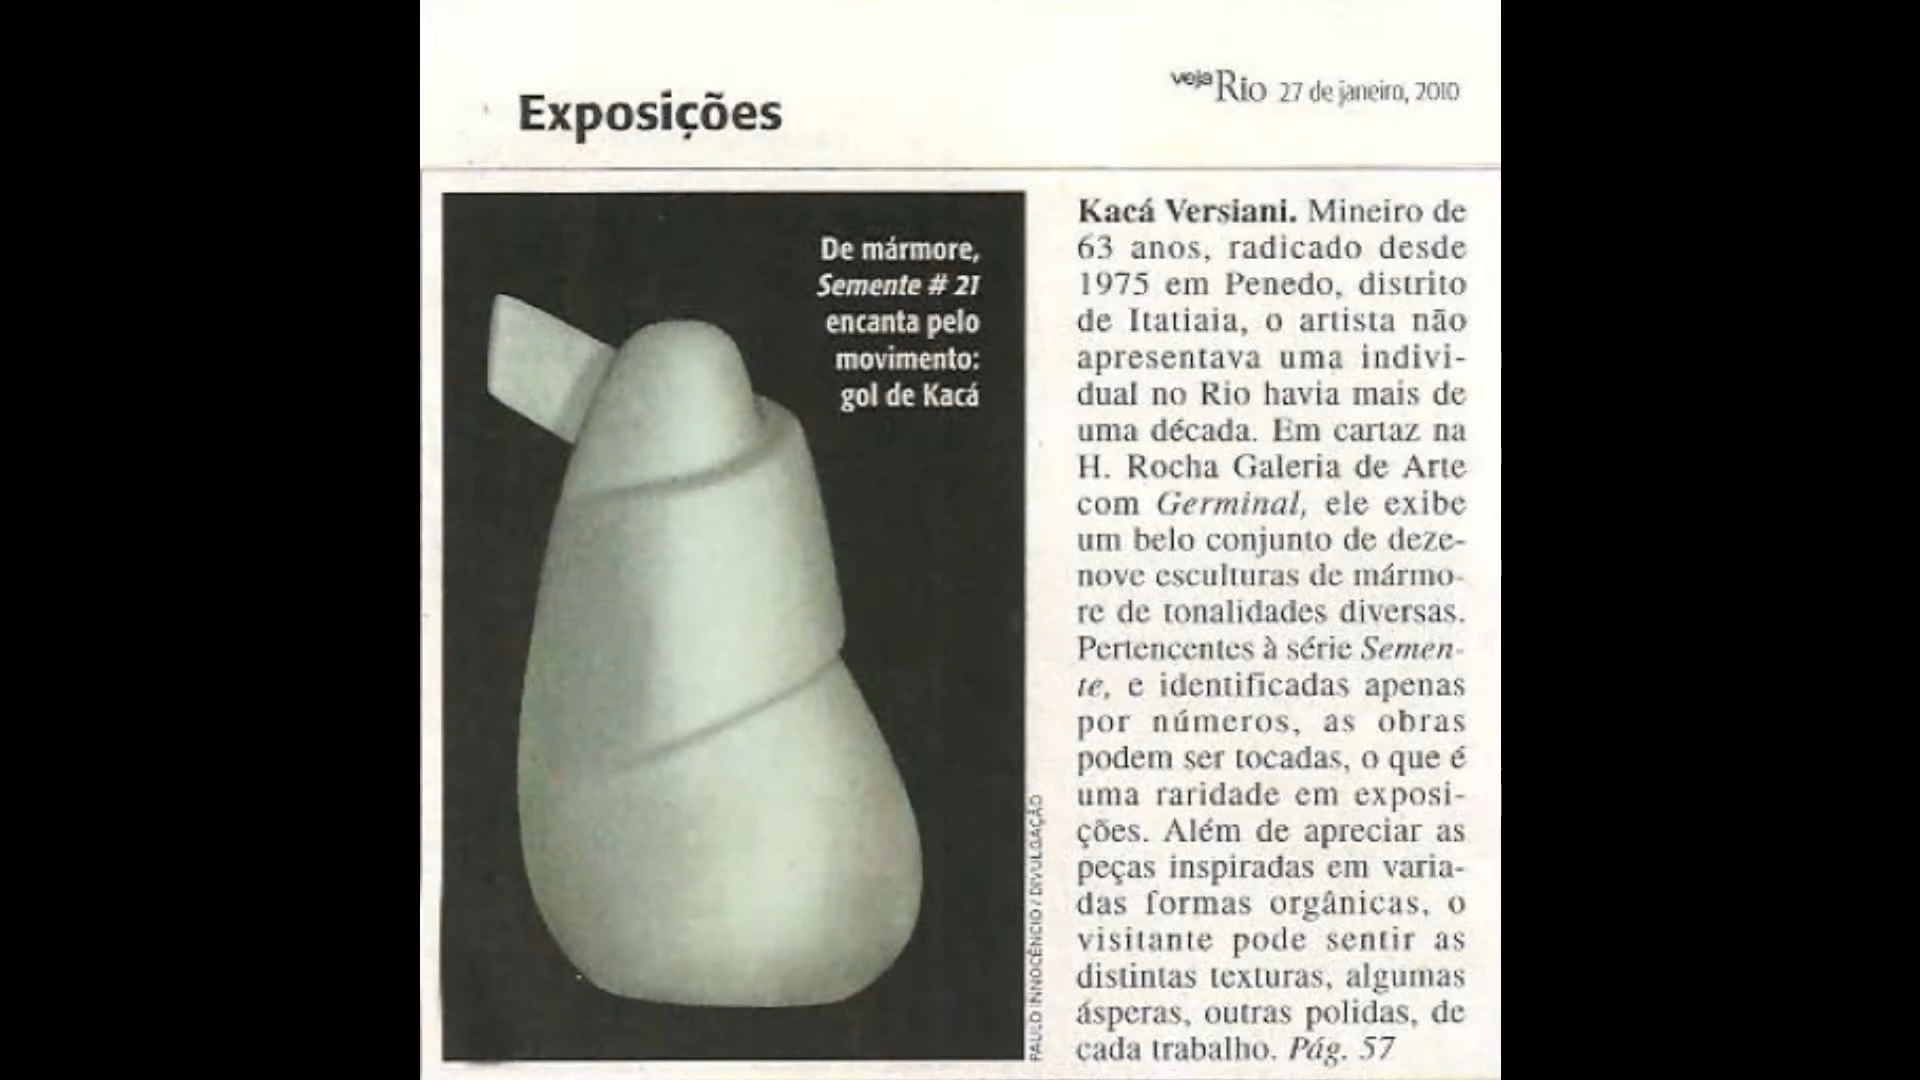 Exposições
veja Rio 27 de janeiro, 2010
De mármore,
Semente # 21
encanta pelo
movimento:
gol de Kacá
PAULO INNOCÊNCIO / DIVULGAÇÃO
Kacá Versiani. Mineiro de
63 anos, radicado desde
1975 em Penedo, distrito
de Itatiaia, o artista não
apresentava uma indivi-
dual no Rio havia mais de
uma década. Em cartaz na
H. Rocha Galeria de Arte
com Germinal, ele exibe
um belo conjunto de deze-
nove esculturas de mármo-
re de tonalidades diversas.
Pertencentes à série Semen-
te, e identificadas apenas
por números, as obras
podem ser tocadas, o que é
uma raridade em exposi-
ções. Além de apreciar as
peças inspiradas em varia-
das formas orgânicas, o
visitante pode sentir as
distintas texturas, algumas
ásperas, outras polidas, de
cada trabalho. Pág. 57